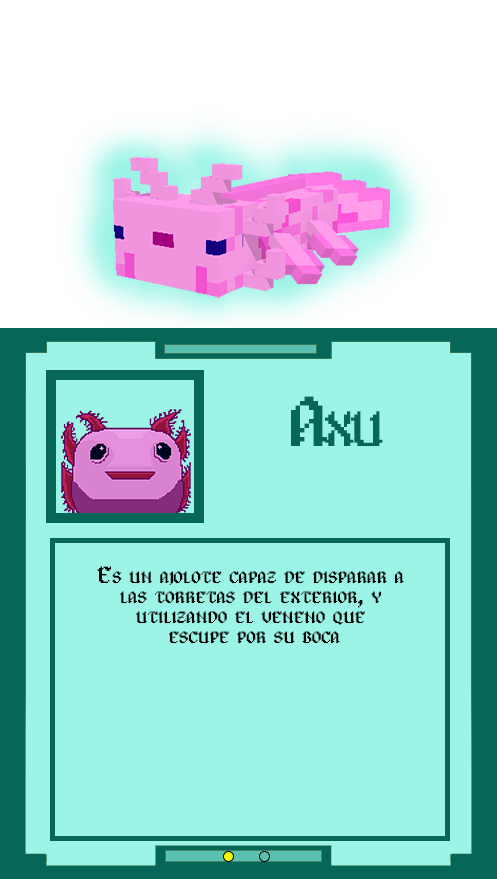 Axu
Es un ajolote capaz de disparar a
las torretas del exterior, y
utilizando el veneno que
escupe por su boca